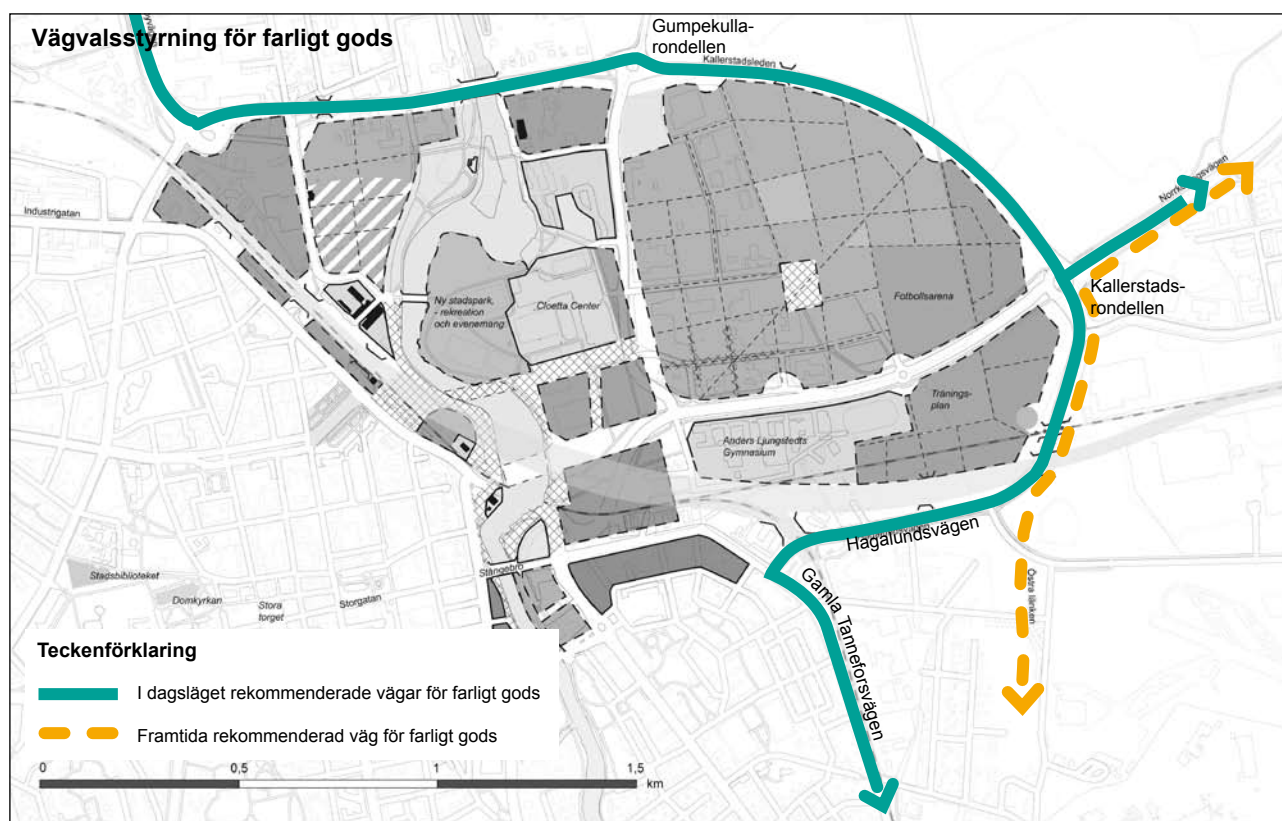 Vägvalsstyrning för farligt gods
Gumpekulla-
rondellen
Kallerstadsleden
Industrigatan
Kallerstads-
rondellen
Ny stadspark,
- rekreation
och evenemang
Cloetta Center
Fotbollsarena
Tränings-
plan
Anders Ljungstedts
Gymnasium
Hagalundsvägen
Östra länken
Gamla Tanneforsvägen
Stångebro
Stadsbiblioteket
Domkyrkan
Stora
torget
Storgatan
Teckenförklaring
I dagsläget rekommenderade vägar för farligt gods
Framtida rekommenderad väg för farligt gods
0 0,5 1 1,5
km